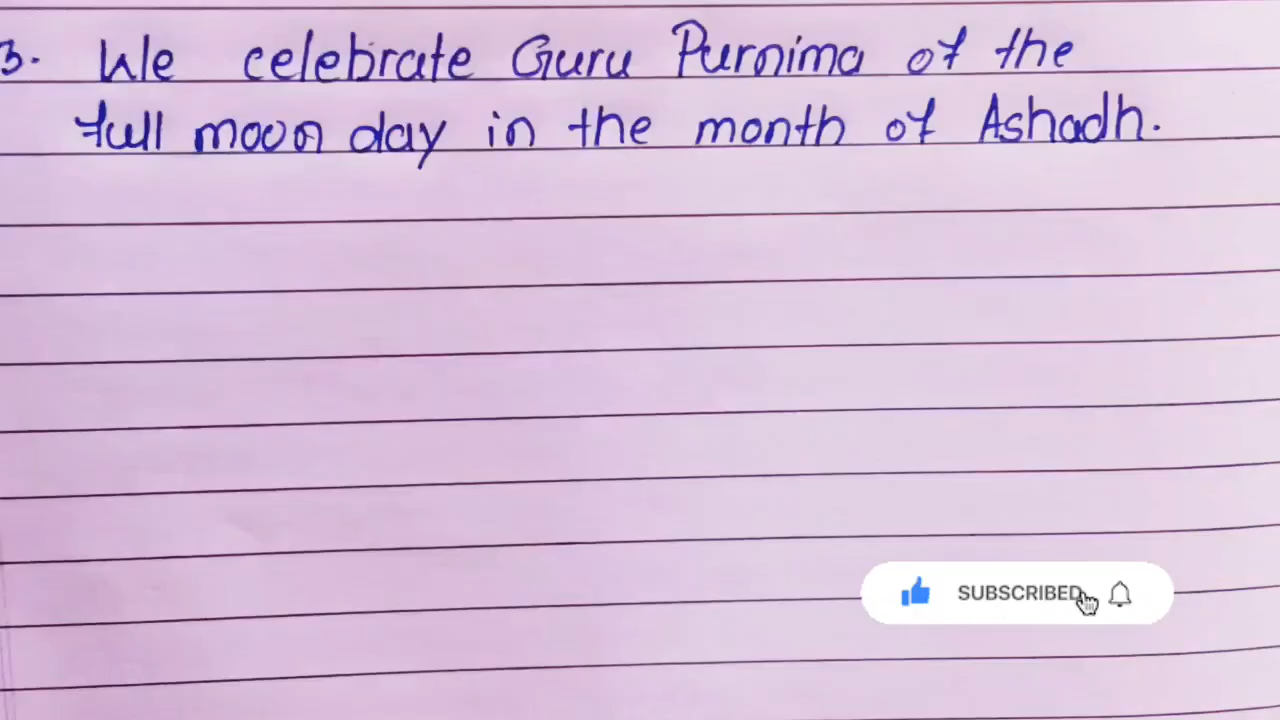 3. We celebrate Guru Purnima of the
full moon day in the month of Ashadh.
SUBSCRIBED